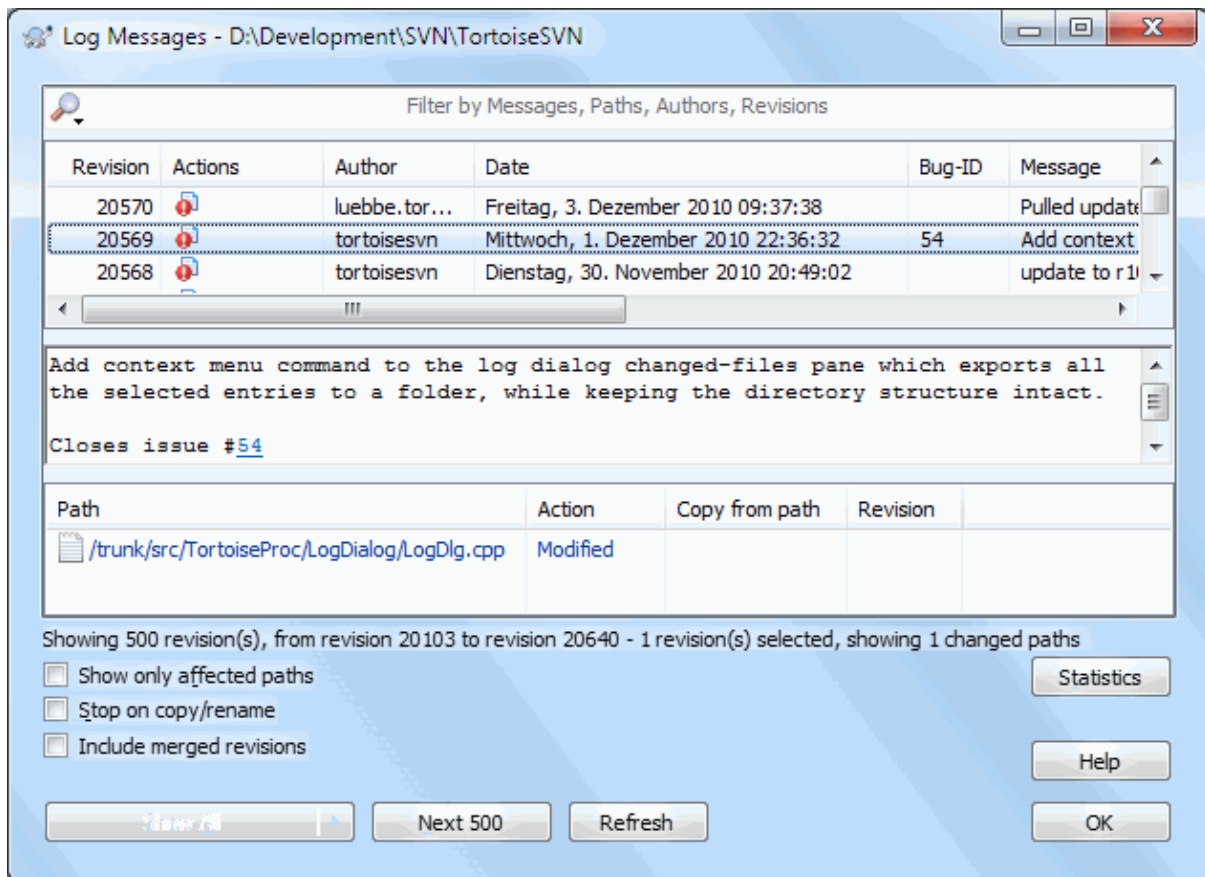 Log Messages - D:\Development\SVN\TortoiseSVN
Filter by Messages, Paths, Authors, Revisions
Revision Actions Author Date Bug-ID Message
20570 luebbe.tor... Freitag, 3. Dezember 2010 09:37:38 Pulled update
20569 tortoisesvn Mittwoch, 1. Dezember 2010 22:36:32 54 Add context
20568 tortoisesvn Dienstag, 30. November 2010 20:49:02 update to
Add context menu command to the log dialog changed-files pane which exports all
the selected entries to a folder, while keeping the directory structure intact.
Closes issue #54
Path Action Copy from path Revision
/trunk/src/TortoiseProc/LogDialog/LogDlg.cpp Modified
Showing 500 revision(s), from revision 20103 to revision 20640 - 1 revision(s) selected, showing 1 changed paths
Show only affected paths
Statistics
Stop on copy/rename
Include merged revisions
Help
Show All Next 500 Refresh OK